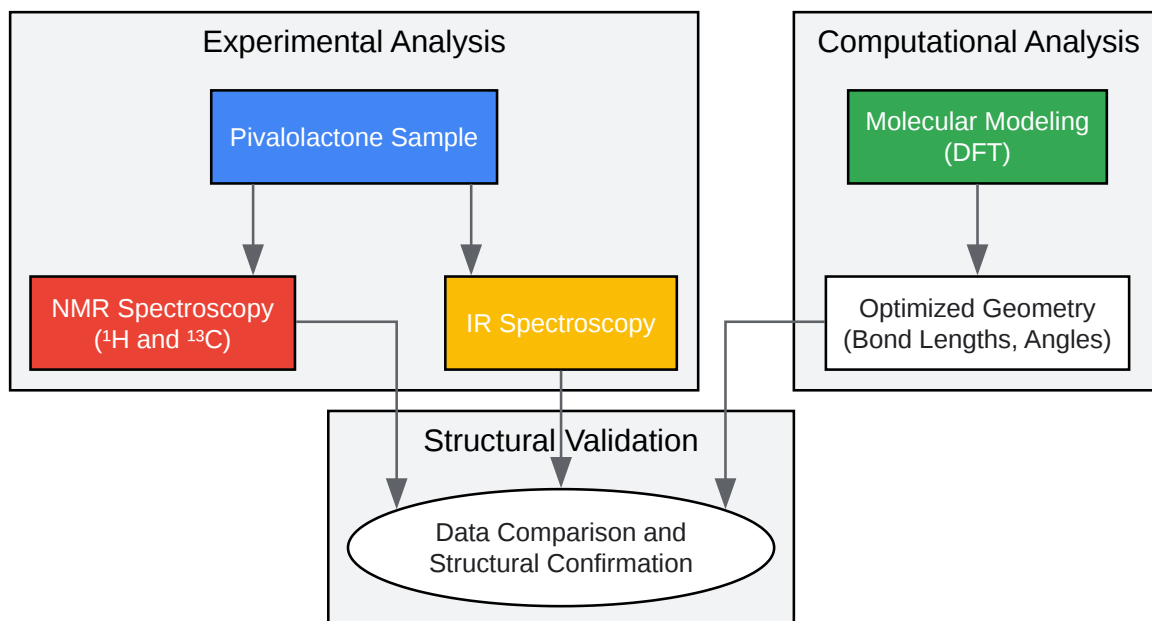 Experimental Analysis
Computational Analysis
Pivalolactone Sample
Molecular Modeling
(DFT)
NMR Spectroscopy
(¹H and ¹³C)
IR Spectroscopy
Optimized Geometry
(Bond Lengths, Angles)
Structural Validation
Data Comparison and
Structural Confirmation